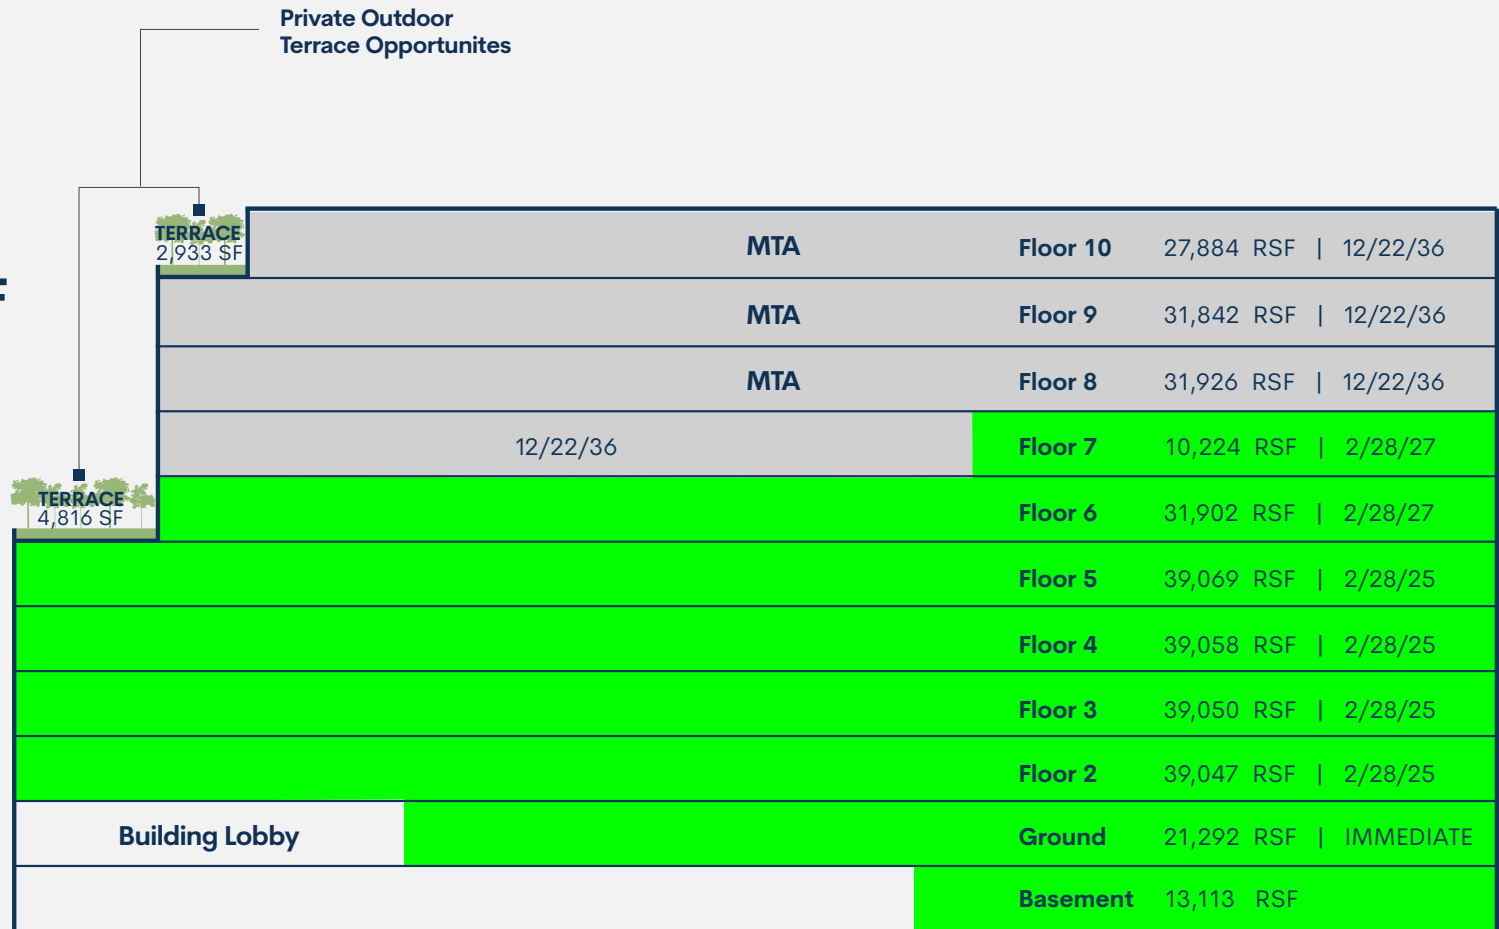 Private Outdoor
Terrace Opportunites
TERRACE
2,933 SF
MTA Floor 10 27,884 RSF | 12/22/36
MTA Floor 9 31,842 RSF | 12/22/36
MTA Floor 8 31,926 RSF | 12/22/36
12/22/36 Floor 7 10,224 RSF | 2/28/27
TERRACE
4,816 SF
Floor 6 31,902 RSF | 2/28/27
Floor 5 39,069 RSF | 2/28/25
Floor 4 39,058 RSF | 2/28/25
Floor 3 39,050 RSF | 2/28/25
Floor 2 39,047 RSF | 2/28/25
Building Lobby Ground 21,292 RSF | IMMEDIATE
Basement 13,113 RSF